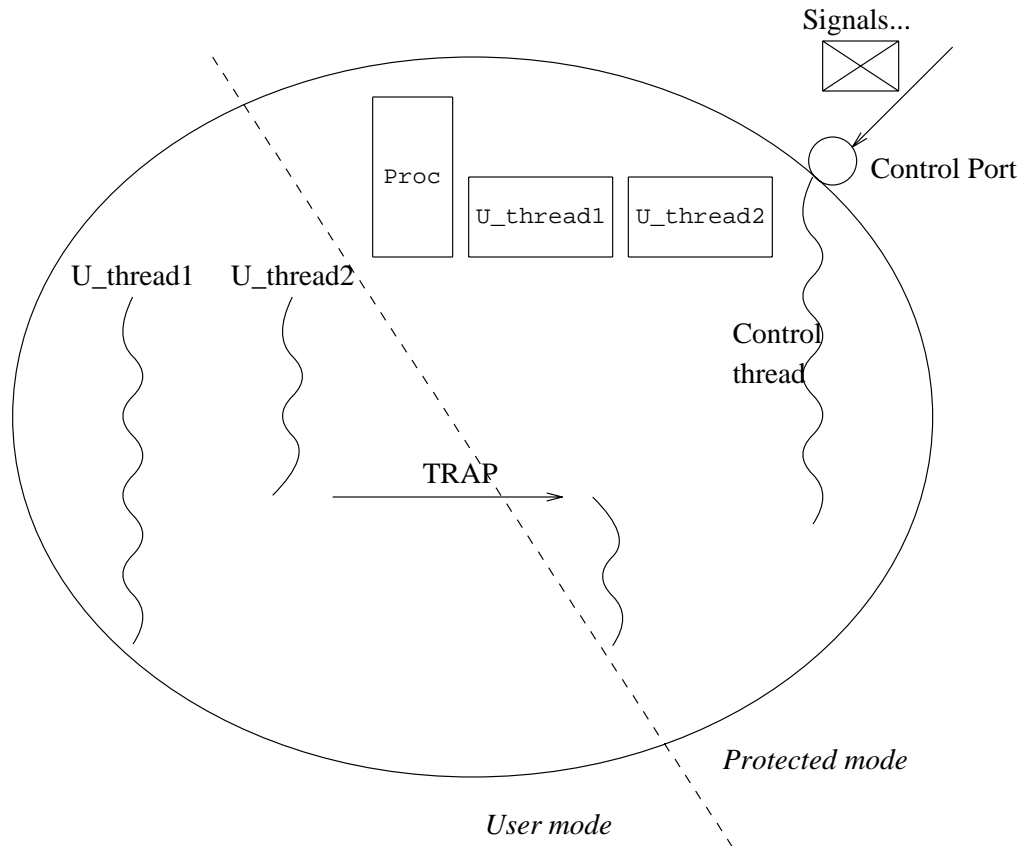 Signals...
Control Port
Proc
U_thread1
U_thread2
U_thread1
U_thread2
Control
thread
TRAP
Protected mode
User mode